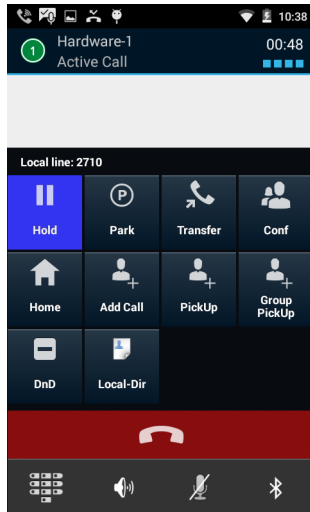 10:38
1
Hardware-1
00:48
Active Call
Local line: 2710
P
Hold
Park
Transfer
Conf
Home
Add Call
PickUp
Group
PickUp
DnD
Local-Dir